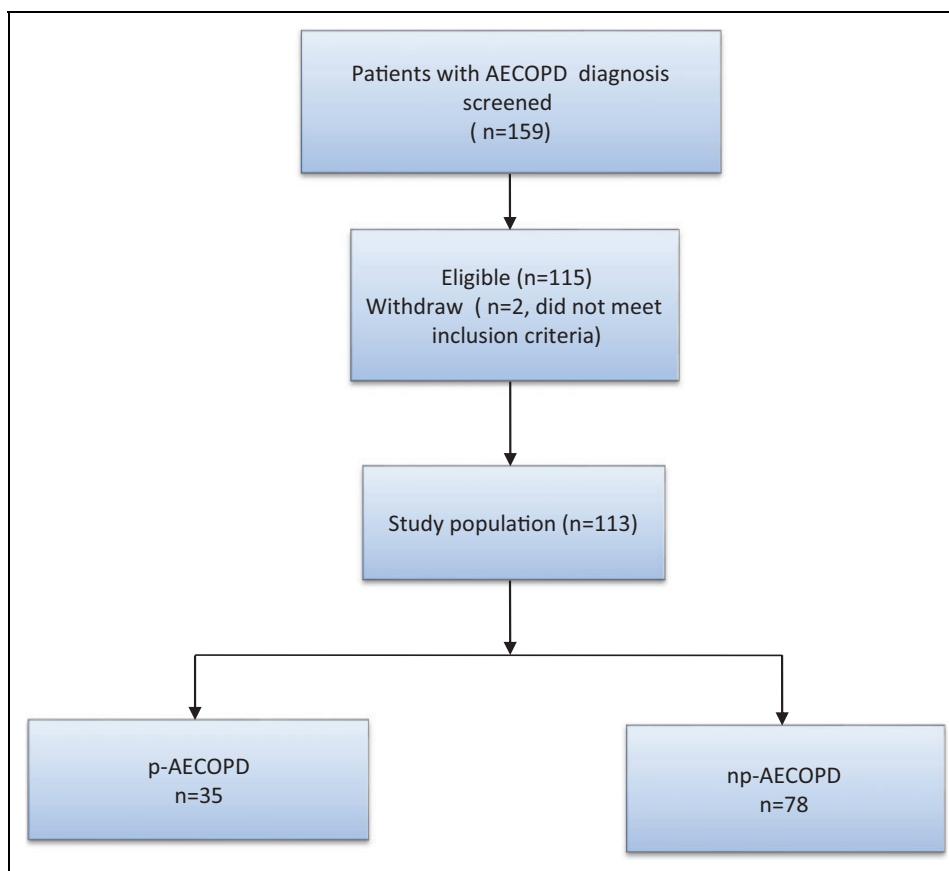 Patients with AECOPD diagnosis
screened
( n=159)
Eligible (n=115)
Withdraw ( n=2, did not meet
inclusion criteria)
Study population (n=113)
p-AECOPD
n=35
np-AECOPD
n=78